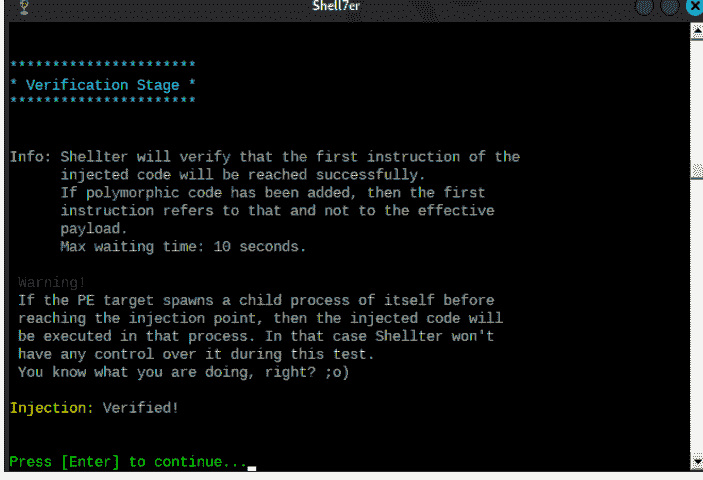 Shell7er
***********************
* Verification Stage *
***********************
Info: Shellter will verify that the first instruction of the
injected code will be reached successfully.
If polymorphic code has been added, then the first
instruction refers to that and not to the effective
payload.
Max waiting time: 10 seconds.
Warning!
If the PE target spawns a child process of itself before
reaching the injection point, then the injected code will
be executed in that process. In that case Shellter won't
have any control over it during this test.
You know what you are doing, right? ;o)
Injection: Verified!
Press [Enter] to continue...